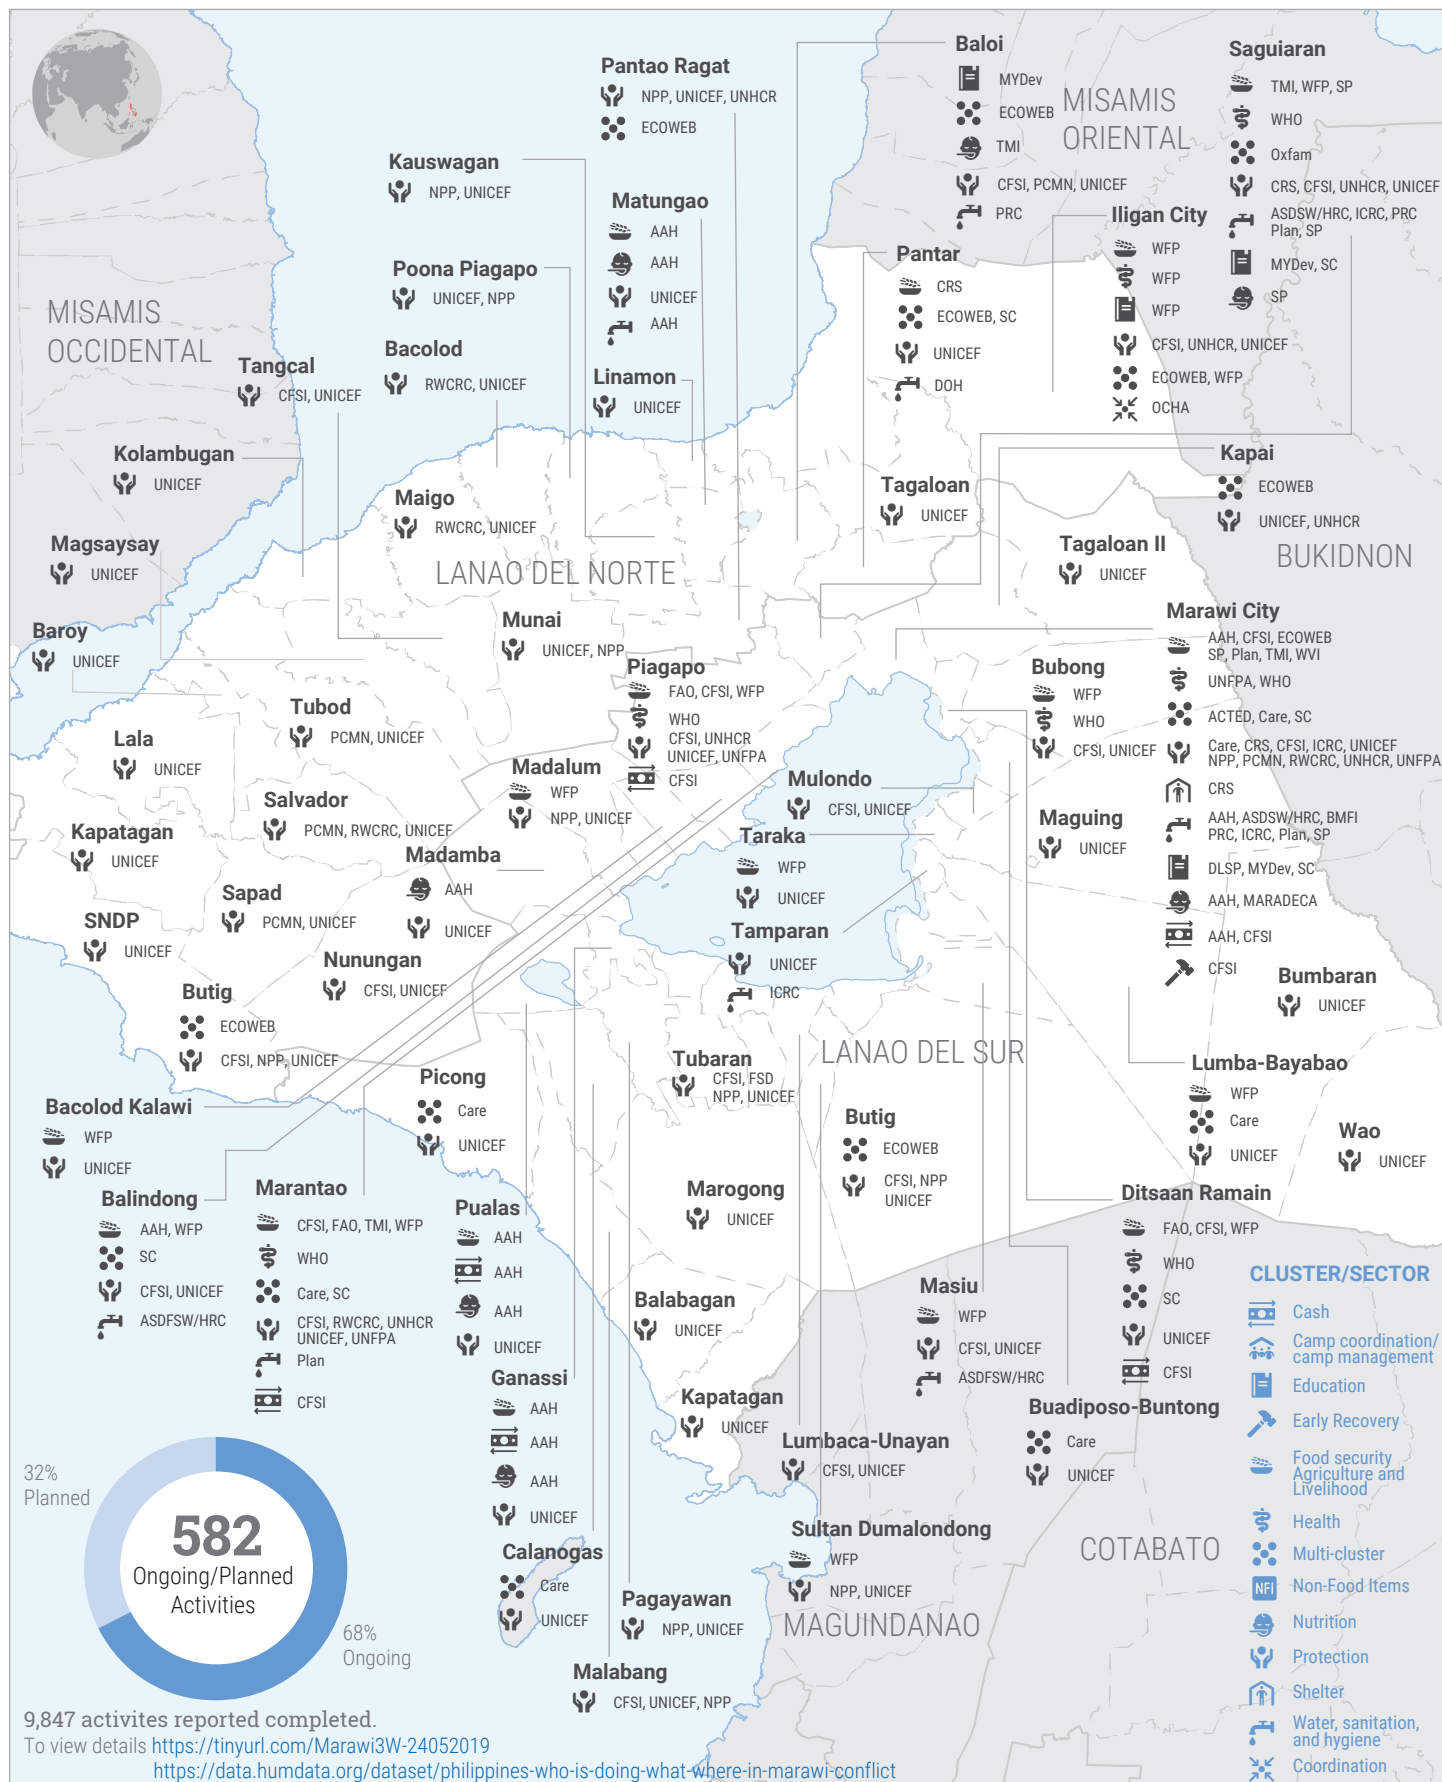 Pantao Ragat
NPP, UNICEF, UNHCR
ECOWEB
Baloi
MYDev
ECOWEB
TMI
CFSI, PCMN, UNICEF
PRC
MISAMIS
ORIENTAL
Saguiaran
TMI, WFP, SP
WHO
Oxfam
CRS, CFSI, UNHCR, UNICEF
ASDSW/HRC, ICRC, PRC
Plan, SP
MYDev, SC
SP
Kauswagan
NPP, UNICEF
Matungao
AAH
AAH
UNICEF
AAH
Iligan City
WFP
WFP
WFP
CFSI, UNHCR, UNICEF
ECOWEB, WFP
OCHA
Pantar
CRS
ECOWEB, SC
UNICEF
DOH
Poona Piagapo
UNICEF, NPP
MISAMIS
OCCIDENTAL
Tangcal
CFSI, UNICEF
Bacolod
RWCRC, UNICEF
Linamon
UNICEF
Kolambugan
UNICEF
Kapai
ECOWEB
UNICEF, UNHCR
Maigo
RWCRC, UNICEF
Tagaloan
UNICEF
Magsaysay
UNICEF
Tagaloan II
UNICEF
BUKIDNON
LANAO DEL NORTE
Baroy
UNICEF
Munai
UNICEF, NPP
Marawi City
AAH, CFSI, ECOWEB
SP, Plan, TMI, WVI
UNFPA, WHO
ACTED, Care, SC
Care, CRS, CFSI, ICRC, UNICEF
NPP, PCMN, RWCRC, UNHCR, UNFPA
CRS
AAH, ASDSW/HRC, BMFI
PRC, ICRC, Plan, SP
DLSP, MYDev, SC
AAH, MARADECA
AAH, CFSI
CFSI
Piagapo
FAO, CFSI, WFP
WHO
CFSI, UNHCR
UNICEF, UNFPA
CFSI
Bubong
WFP
WHO
CFSI, UNICEF
Tubod
PCMN, UNICEF
Lala
UNICEF
Madalum
WFP
NPP, UNICEF
Mulondo
CFSI, UNICEF
Salvador
PCMN, RWCRC, UNICEF
Kapatagan
UNICEF
Taraka
WFP
UNICEF
Maguing
UNICEF
Madamba
AAH
UNICEF
Sapad
PCMN, UNICEF
SNDP
UNICEF
Tamparan
UNICEF
ICRC
Nunungan
CFSI, UNICEF
Bumbaran
UNICEF
Butig
ECOWEB
CFSI, NPP, UNICEF
LANAO DEL SUR
Tubaran
CFSI, FSD
NPP, UNICEF
Lumba-Bayabao
WFP
Care
UNICEF
Picong
Care
UNICEF
Bacolod Kalawi
WFP
UNICEF
Butig
ECOWEB
CFSI, NPP
UNICEF
Wao
UNICEF
Balindong
AAH, WFP
SC
CFSI, UNICEF
ASDFSW/HRC
Marantao
CFSI, FAO, TMI, WFP
WHO
Care, SC
CFSI, RWCRC, UNHCR
UNICEF, UNFPA
Plan
CFSI
Marogong
UNICEF
Ditsaan Ramain
FAO, CFSI, WFP
WHO
SC
UNICEF
CFSI
Pualas
AAH
AAH
AAH
UNICEF
Masiu
WFP
CFSI, UNICEF
ASDFSW/HRC
Balabagan
UNICEF
Ganassi
AAH
AAH
AAH
UNICEF
Kapatagan
UNICEF
Buadiposo-Buntong
Care
UNICEF
Lumbaca-Unayan
CFSI, UNICEF
Sultan Dumalondong
WFP
NPP, UNICEF
Calanogas
Care
UNICEF
Pagayawan
NPP, UNICEF
COTABATO
MAGUINDANAO
Malabang
CFSI, UNICEF, NPP
CLUSTER/SECTOR
Cash
Camp coordination/
camp management
Education
Early Recovery
Food security
Agriculture and
Livelihood
Health
Multi-cluster
NFI Non-Food Items
Nutrition
Protection
Shelter
Water, sanitation,
and hygiene
Coordination
32%
Planned
582
Ongoing/Planned
Activities
68%
Ongoing
9,847 activites reported completed.
To view details https://tinyurl.com/Marawi3W-24052019
https://data.humdata.org/dataset/philippines-who-is-doing-what-where-in-marawi-conflict